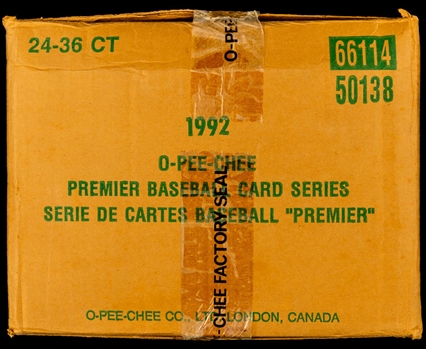 24-36 CT
66114
50138
1992
O-PEE-CHEE
PREMIER BASEBALL CARD SERIES
SERIE DE CARTES BASEBALL "PREMIER"
O-PEE-CHEE CO., LTD. LONDON, CANADA
O-PEE
-CHEE FACTORY SEAL